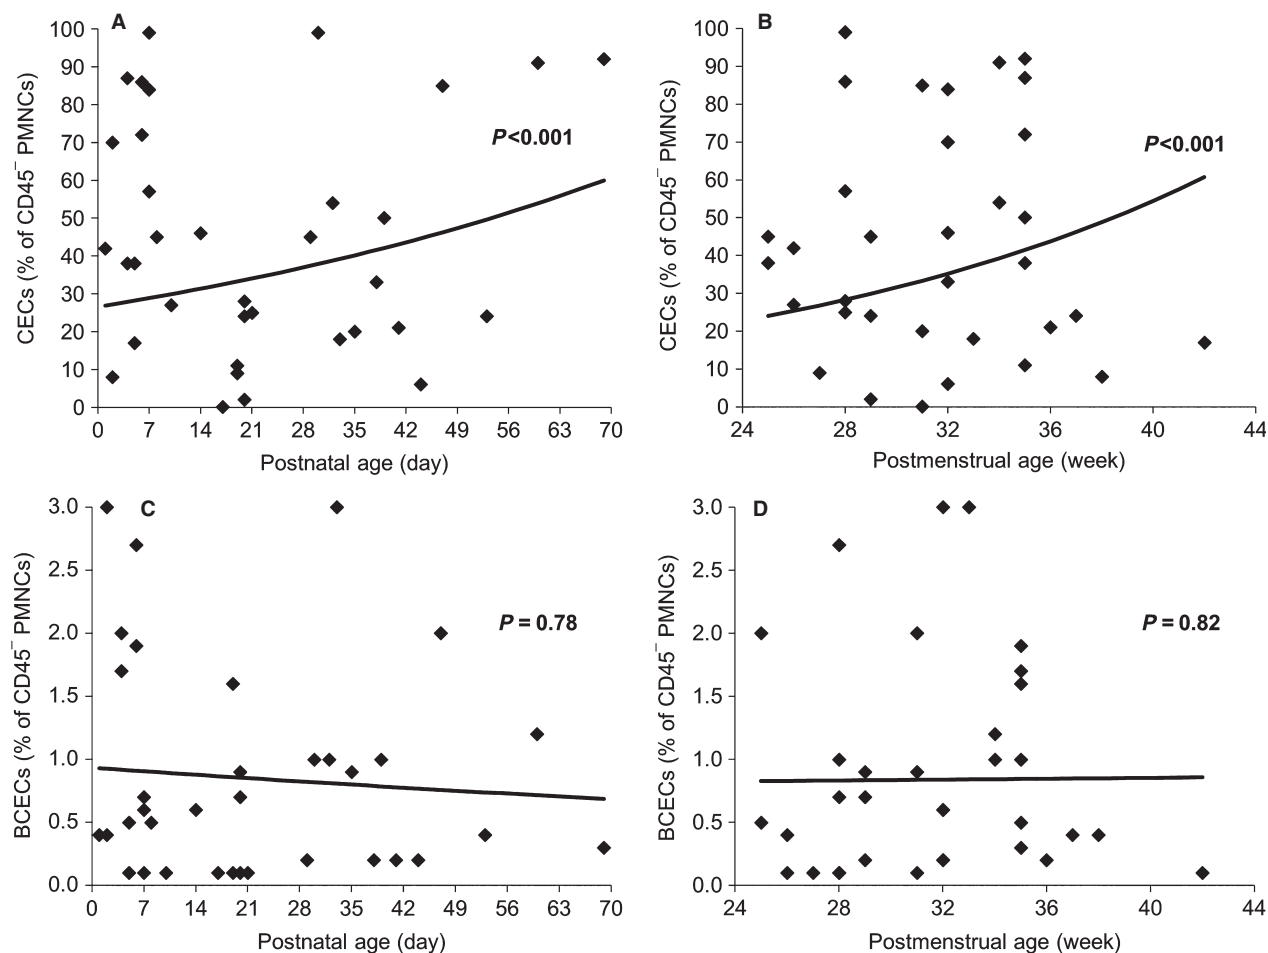 A
100
90
80
70
60
50
40
30
20
10
0
CECs (% of CD45⁻ PMNCs)
P<0.001
0 7 14 21 28 35 42 49 56 63 70
Postnatal age (day)
B
100
90
80
70
60
50
40
30
20
10
0
CECs (% of CD45⁻ PMNCs)
P<0.001
24 28 32 36 40 44
Postmenstrual age (week)
C
3.0
2.5
2.0
1.5
1.0
0.5
0.0
BCECs (% of CD45⁻ PMNCs)
P = 0.78
0 7 14 21 28 35 42 49 56 63 70
Postnatal age (day)
D
3.0
2.5
2.0
1.5
1.0
0.5
0.0
BCECs (% of CD45⁻ PMNCs)
P = 0.82
24 28 32 36 40 44
Postmenstrual age (week)